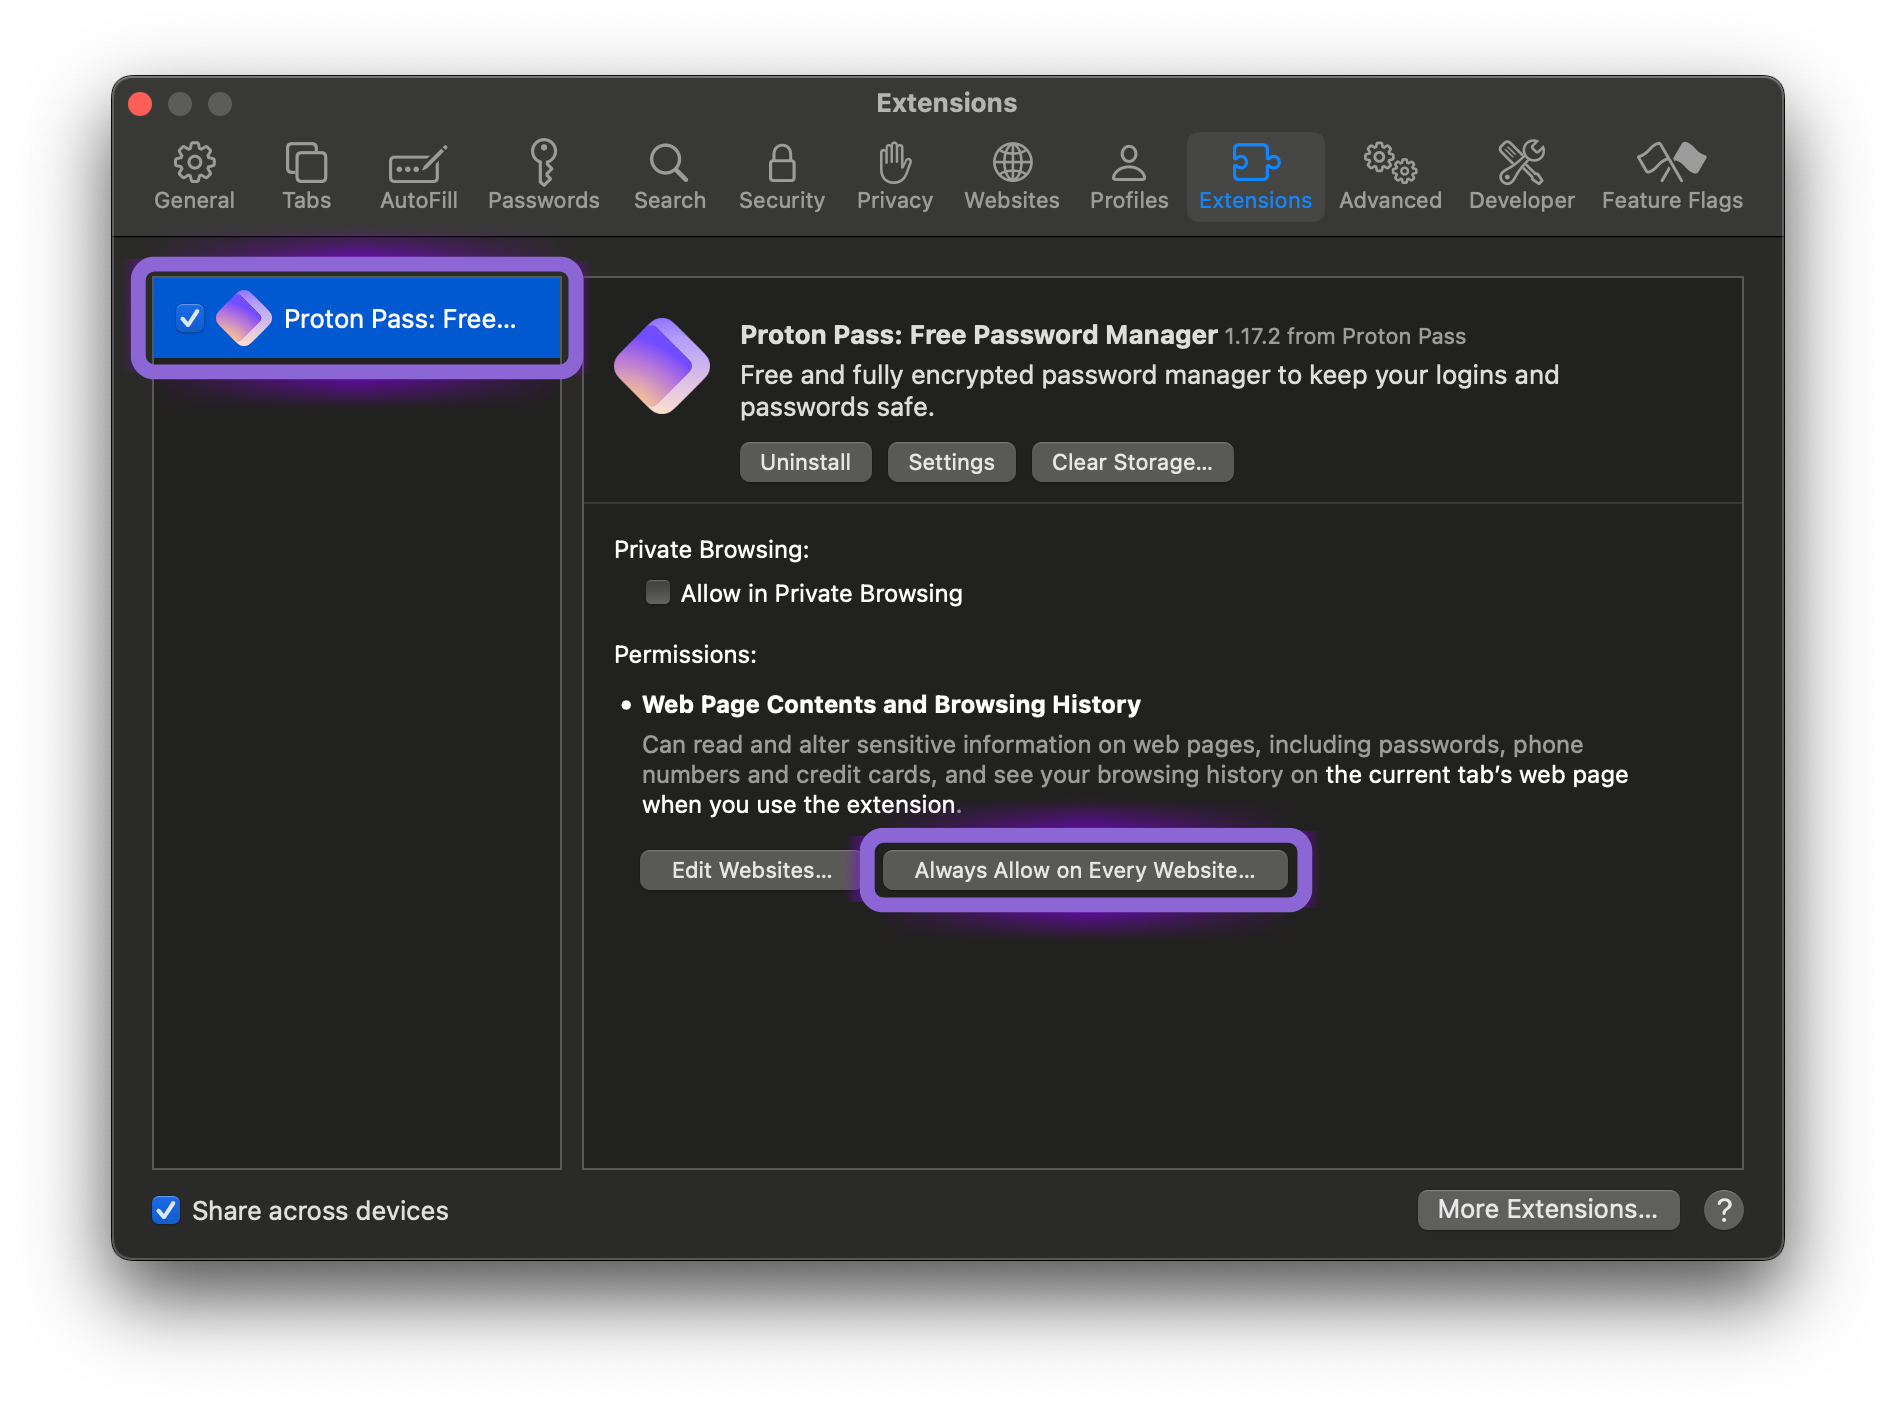 Extensions
General Tabs AutoFill Passwords Search Security Privacy Websites Profiles Extensions Advanced Developer Feature Flags
Proton Pass: Free...
Proton Pass: Free Password Manager 1.17.2 from Proton Pass
Free and fully encrypted password manager to keep your logins and
passwords safe.
Uninstall Settings Clear Storage...
Private Browsing:
Allow in Private Browsing
Permissions:
• Web Page Contents and Browsing History
Can read and alter sensitive information on web pages, including passwords, phone
numbers and credit cards, and see your browsing history on the current tab’s web page
when you use the extension.
Edit Websites... Always Allow on Every Website...
Share across devices
More Extensions... ?